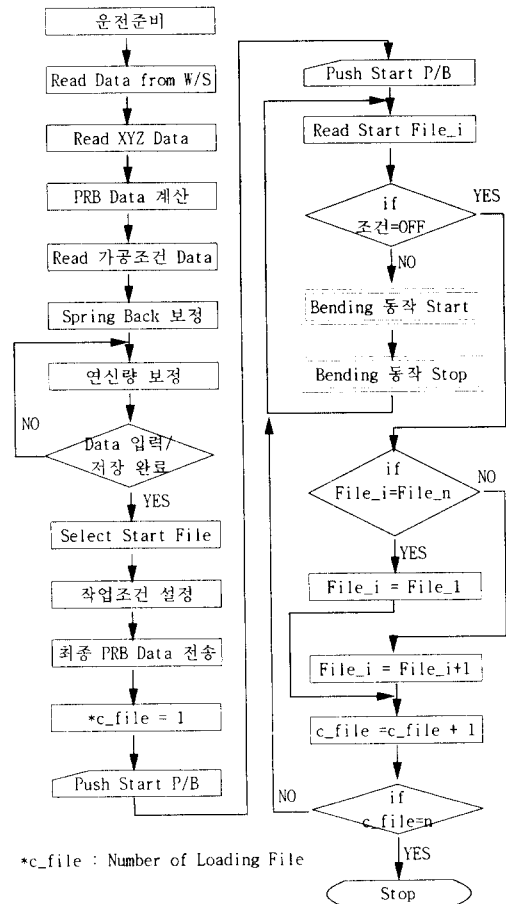 운전준비
Read Data from W/S
Read XYZ Data
PRB Data 계산
Read 가공조건 Data
Spring Back 보정
연신량 보정
NO
Data 입력/
저장 완료
YES
Select Start File
작업조건 설정
최종 PRB Data 전송
*c_file = 1
Push Start P/B
*c_file : Number of Loading File
Push Start P/B
Read Start File_i
if
조건=OFF
YES
NO
Bending 동작 Start
Bending 동작 Stop
if
File_i=File_n
NO
YES
File_i = File_1
File_i = File_i+1
c_file =c_file + 1
NO
if
c_file=n
YES
Stop